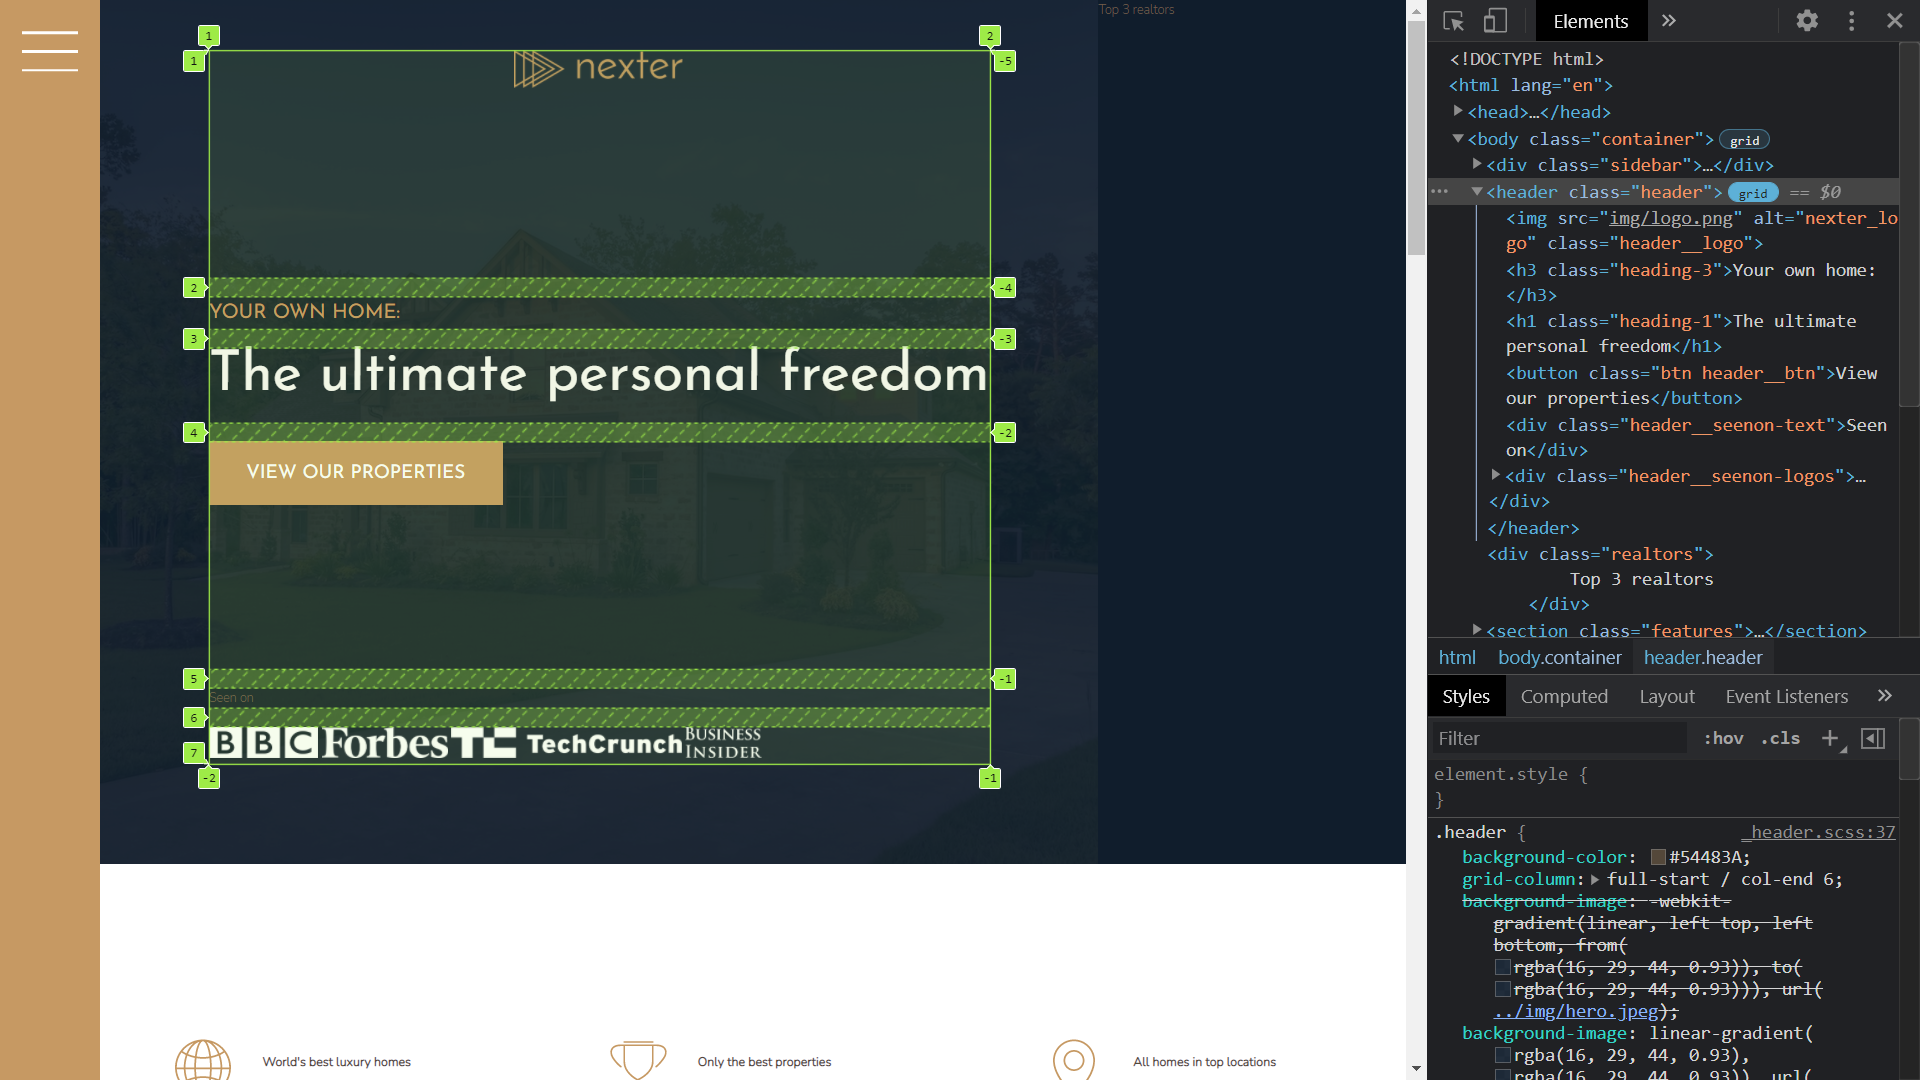 Top 3 realtors
1
2
1
-5
nexter
2
-4
YOUR OWN HOME:
3
-3
The ultimate personal freedom
4
-2
VIEW OUR PROPERTIES
5
-1
Seen on
6
BBC Forbes TC TechCrunch BUSINESS INSIDER
7
-2
-1
World's best luxury homes
Only the best properties
All homes in top locations
Elements
<!DOCTYPE html>
<html lang="en">
<head>…</head>
<body class="container"> grid
<div class="sidebar">…</div>
<header class="header"> grid == $0
<img src="img/logo.png" alt="nexter_lo
go" class="header__logo">
<h3 class="heading-3">Your own home:
</h3>
<h1 class="heading-1">The ultimate
personal freedom</h1>
<button class="btn header__btn">View
our properties</button>
<div class="header__seenon-text">Seen
on</div>
<div class="header__seenon-logos">…
</div>
</header>
<div class="realtors">
Top 3 realtors
</div>
<section class="features">…</section>
html body.container header.header
Styles Computed Layout Event Listeners
Filter :hov .cls
element.style {
}
.header { _header.scss:37
background-color: #54483A;
grid-column: full-start / col-end 6;
background-image: -webkit-
gradient(linear, left top, left
bottom, from(
rgba(16, 29, 44, 0.93)), to(
rgba(16, 29, 44, 0.93))), url(
../img/hero.jpeg);
background-image: linear-gradient(
rgba(16, 29, 44, 0.93),
rgba(16, 29, 44, 0.93)), url(